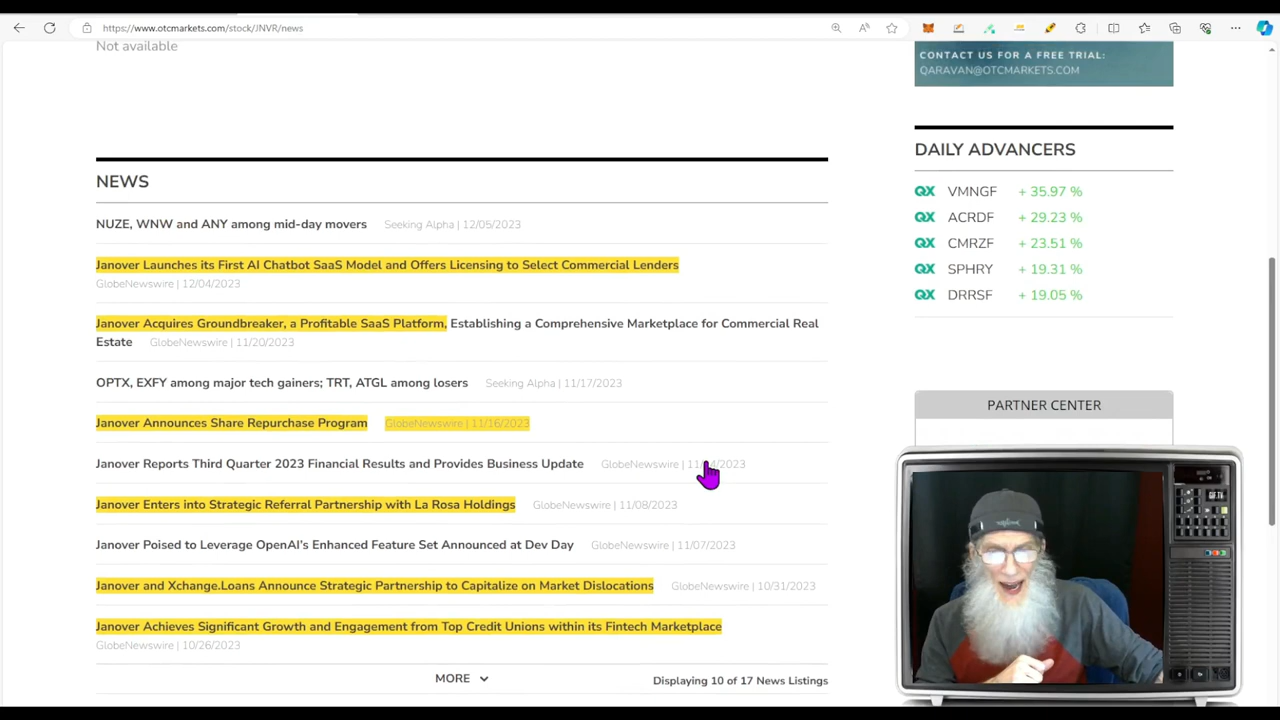 https://www.otcmarkets.com/stock/JNVR/news
Not available
CONTACT US FOR A FREE TRIAL:
QARAVAN@OTCMARKETS.COM
NEWS
NUZE, WNW and ANY among mid-day movers Seeking Alpha | 12/05/2023
Janover Launches its First AI Chatbot SaaS Model and Offers Licensing to Select Commercial Lenders
GlobeNewswire | 12/04/2023
Janover Acquires Groundbreaker, a Profitable SaaS Platform, Establishing a Comprehensive Marketplace for Commercial Real
Estate GlobeNewswire | 11/20/2023
OPTX, EXFY among major tech gainers; TRT, ATGL among losers Seeking Alpha | 11/17/2023
Janover Announces Share Repurchase Program GlobeNewswire | 11/16/2023
Janover Reports Third Quarter 2023 Financial Results and Provides Business Update GlobeNewswire |
Janover Enters into Strategic Referral Partnership with La Rosa Holdings GlobeNewswire | 11/08/2023
Janover Poised to Leverage OpenAI's Enhanced Feature Set Announced at Dev Day GlobeNewswire | 11/07/2023
Janover and Xchange.Loans Announce Strategic Partnership to Capitalize on Market Dislocations GlobeNewswire | 10/31/2023
Janover Achieves Significant Growth and Engagement from Top Credit Unions within its Fintech Marketplace
GlobeNewswire | 10/26/2023
MORE
Displaying 10 of 17 News Listings
DAILY ADVANCERS
QX VMNGF + 35.97 %
QX ACRDF + 29.23 %
QX CMRZF + 23.51 %
QX SPHRY + 19.31 %
QX DRRSF + 19.05 %
PARTNER CENTER